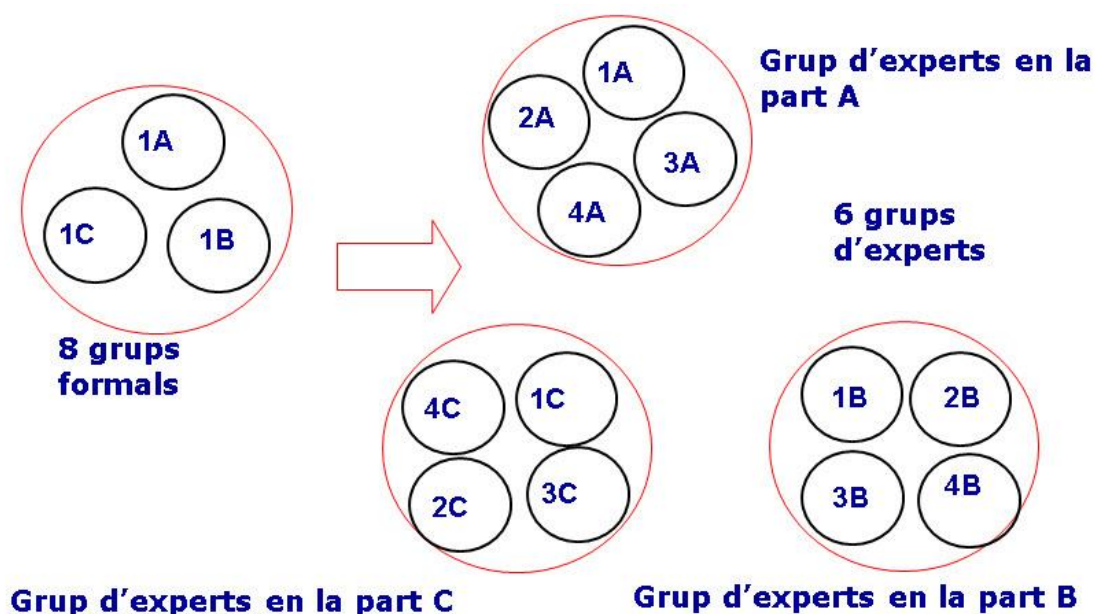 1A
1C
1B
8 grups
formals
1A
2A
3A
4A
Grup d'experts en la
part A
6 grups
d'experts
4C
1C
2C
3C
Grup d'experts en la part C
1B
2B
3B
4B
Grup d'experts en la part B